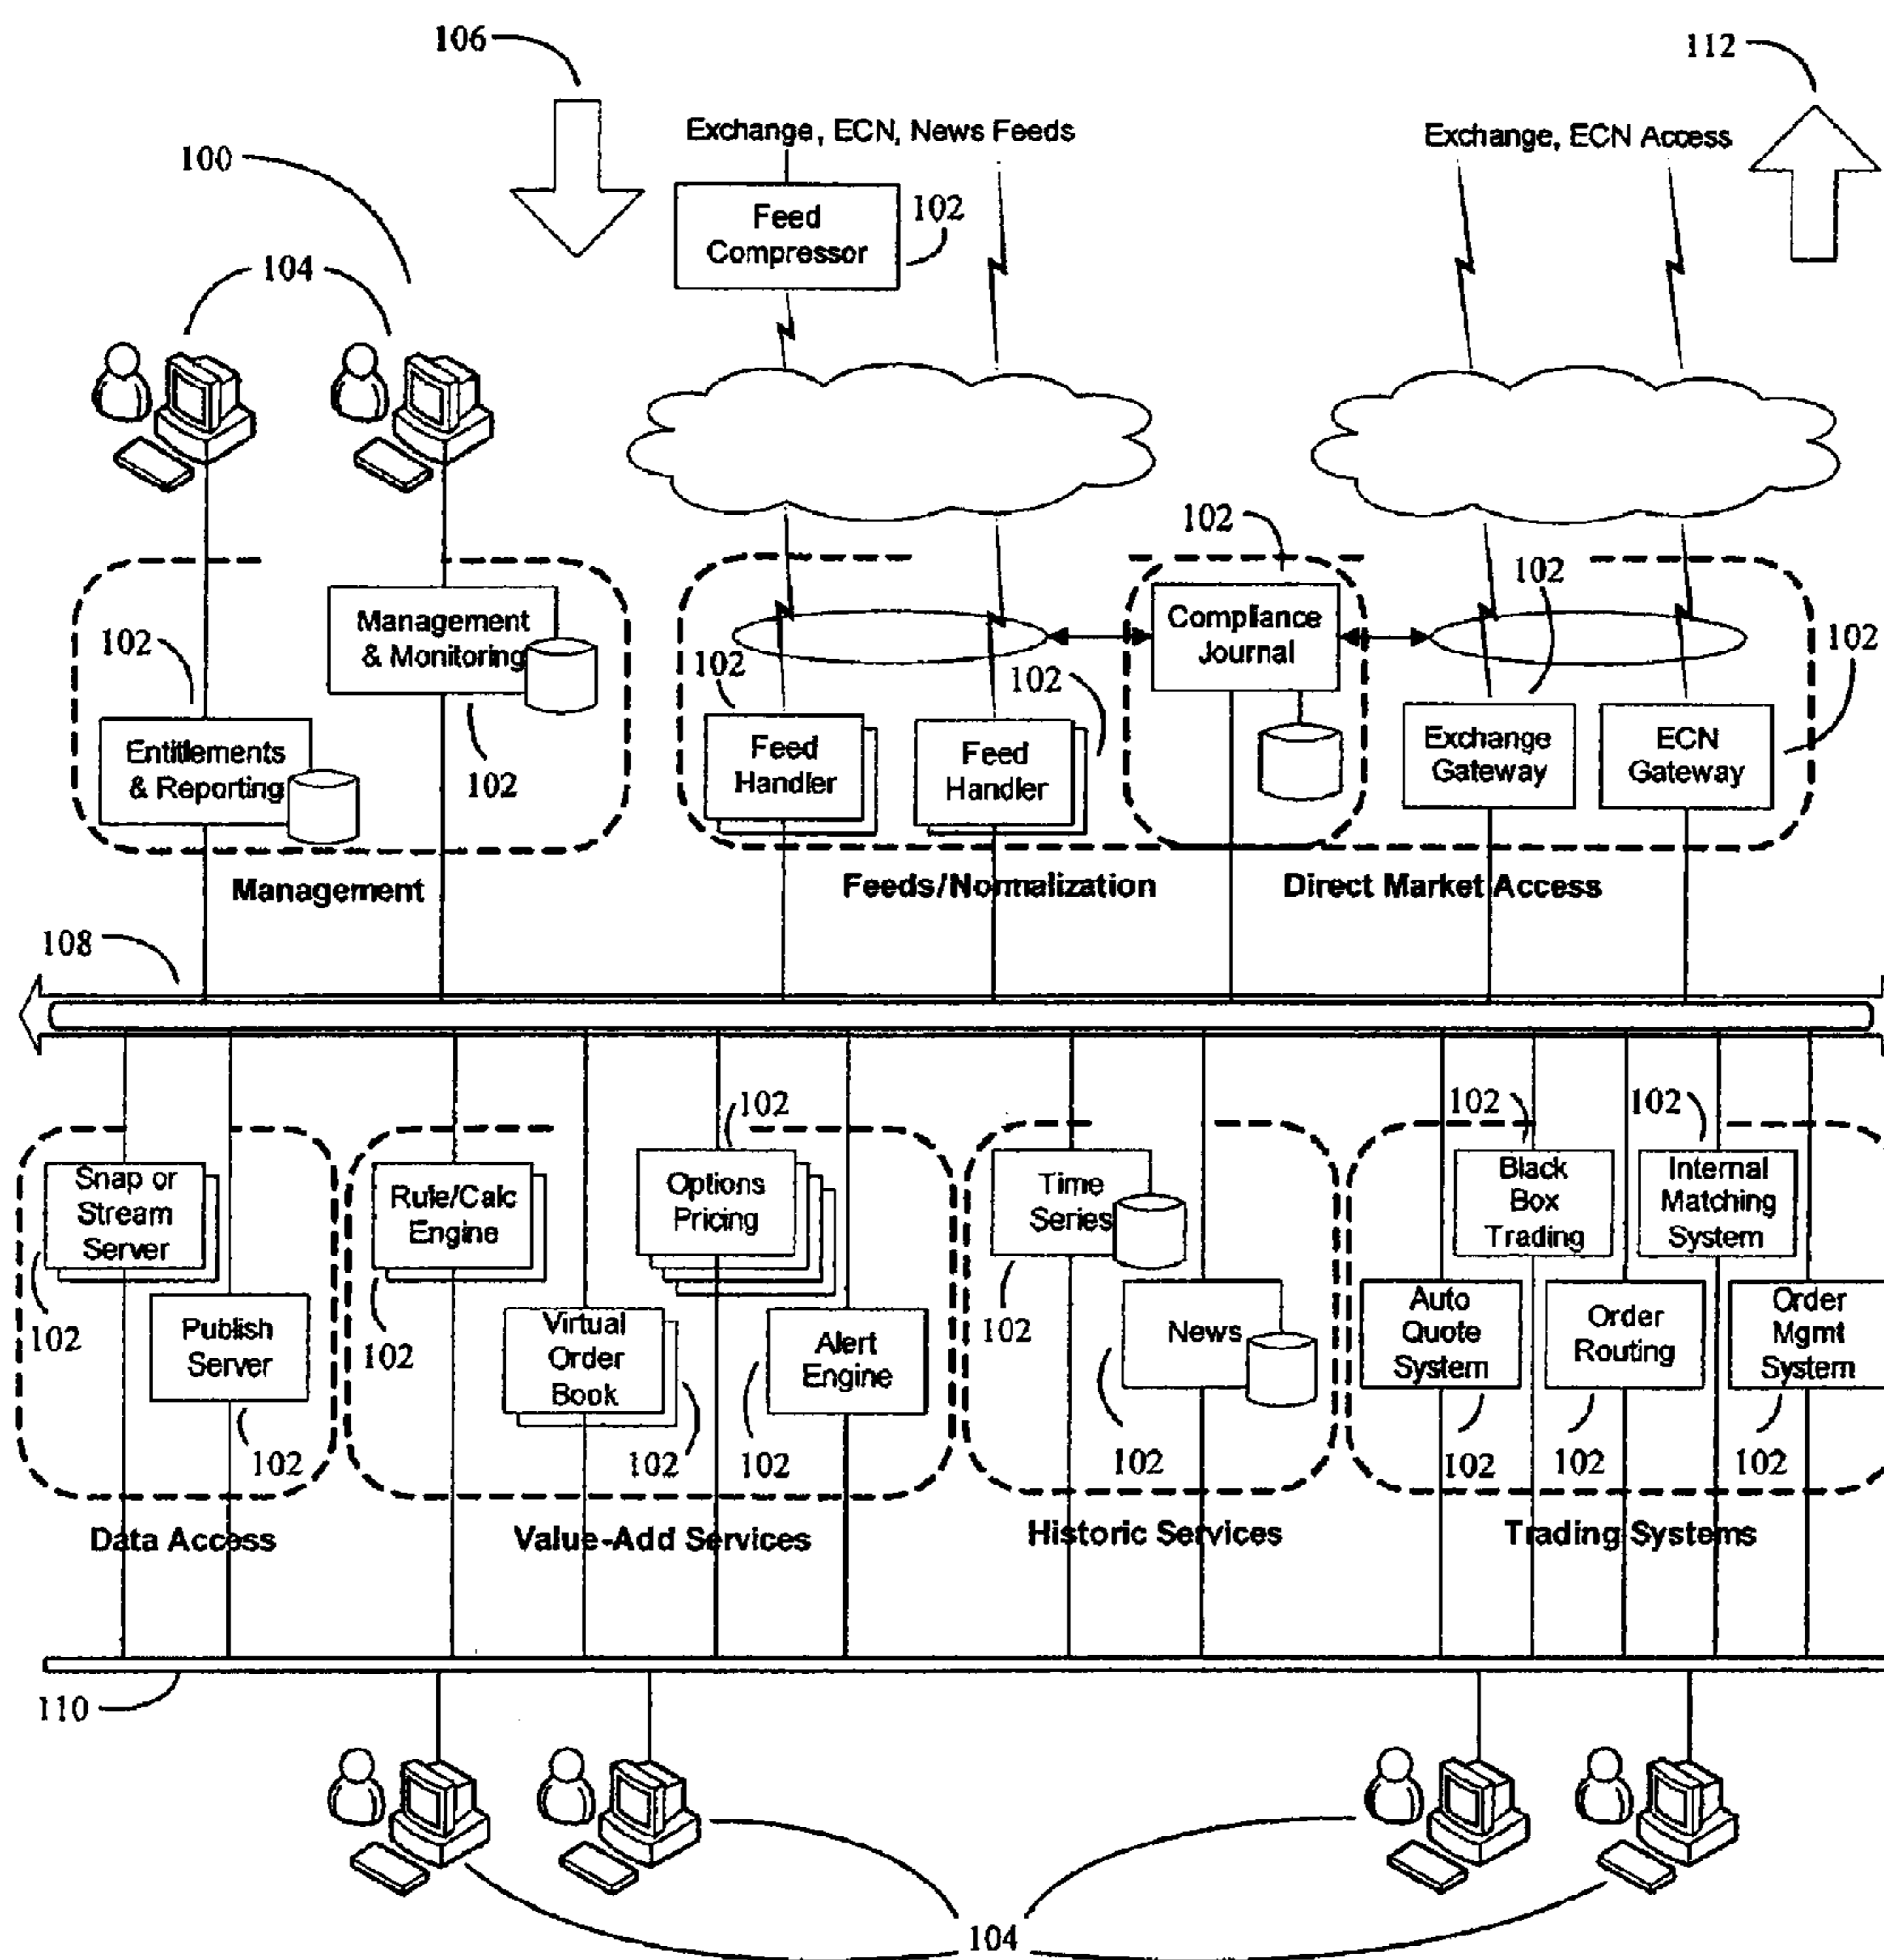 106
112
Exchange, ECN, News Feeds
Exchange, ECN Access
100
Feed
Compressor
102
104
102
Management
& Monitoring
102
Compliance
Journal
102
102
102
102
102
Entitlements
& Reporting
102
Feed
Handler
Feed
Handler
Exchange
Gateway
ECN
Gateway
Management
Feeds/Normalization
Direct Market Access
108
102
102
102
Snap or
Stream
Server
Rule/Calc
Engine
Options
Pricing
Time
Series
Black
Box
Trading
Internal
Matching
System
102
Publish
Server
102
Virtual
Order
Book
102
Alert
Engine
102
News
Auto
Quote
System
Order
Routing
Order
Mgmt
System
102
102
102
102
102
102
102
Data Access
Value-Add Services
Historic Services
Trading Systems
110
104